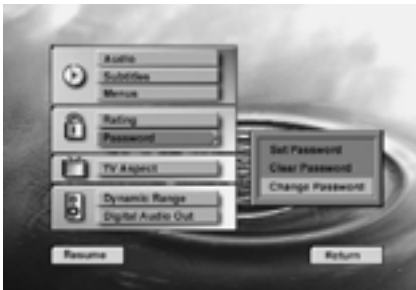 Audio
Subtitles
Menus
Rating
Password
TV Aspect
Dynamic Range
Digital Audio Out
Set Password
Clear Password
Change Password
Resume
Return